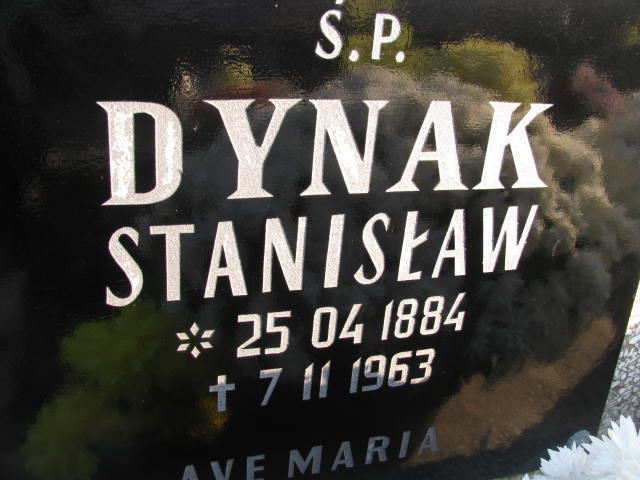 Ś.P.
DYNAK
STANISŁAW
* 25 04 1884
✝ 7 11 1963
AVE MARIA